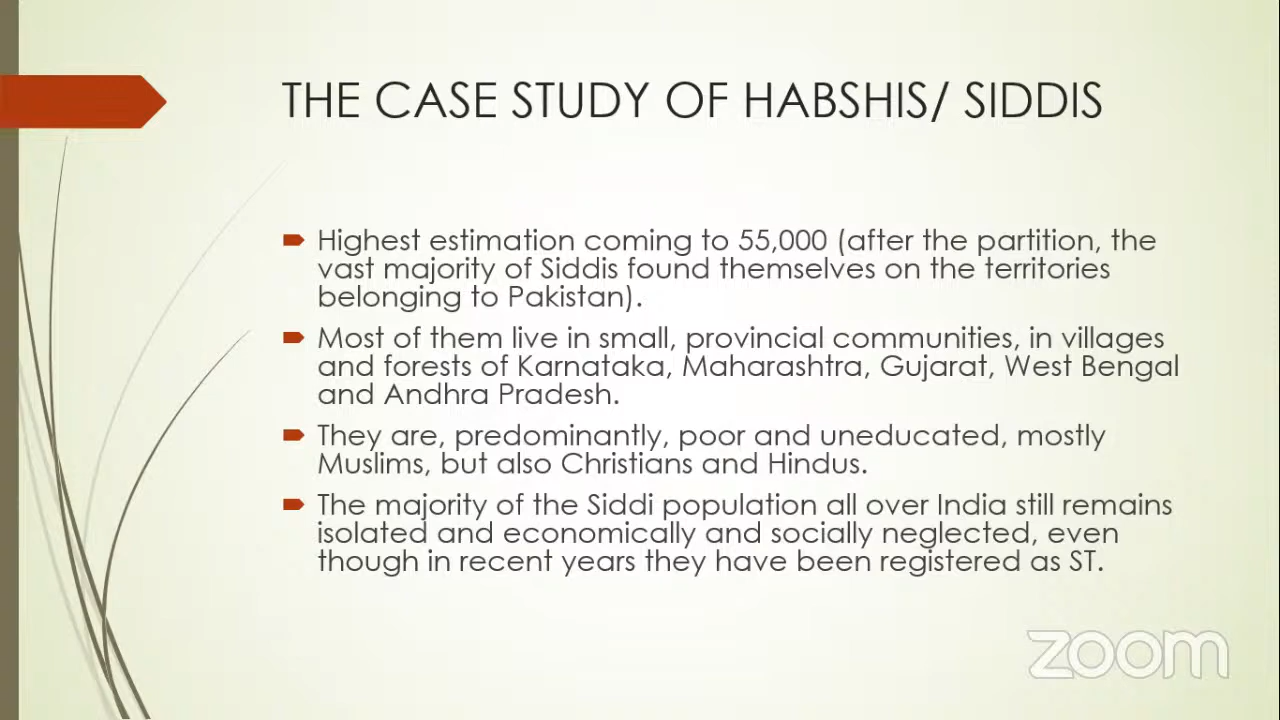 THE CASE STUDY OF HABSHIS/ SIDDIS
Highest estimation coming to 55,000 (after the partition, the
vast majority of Siddis found themselves on the territories
belonging to Pakistan).
Most of them live in small, provincial communities, in villages
and forests of Karnataka, Maharashtra, Gujarat, West Bengal
and Andhra Pradesh.
They are, predominantly, poor and uneducated, mostly
Muslims, but also Christians and Hindus.
The majority of the Siddi population all over India still remains
isolated and economically and socially neglected, even
though in recent years they have been registered as ST.
zoom